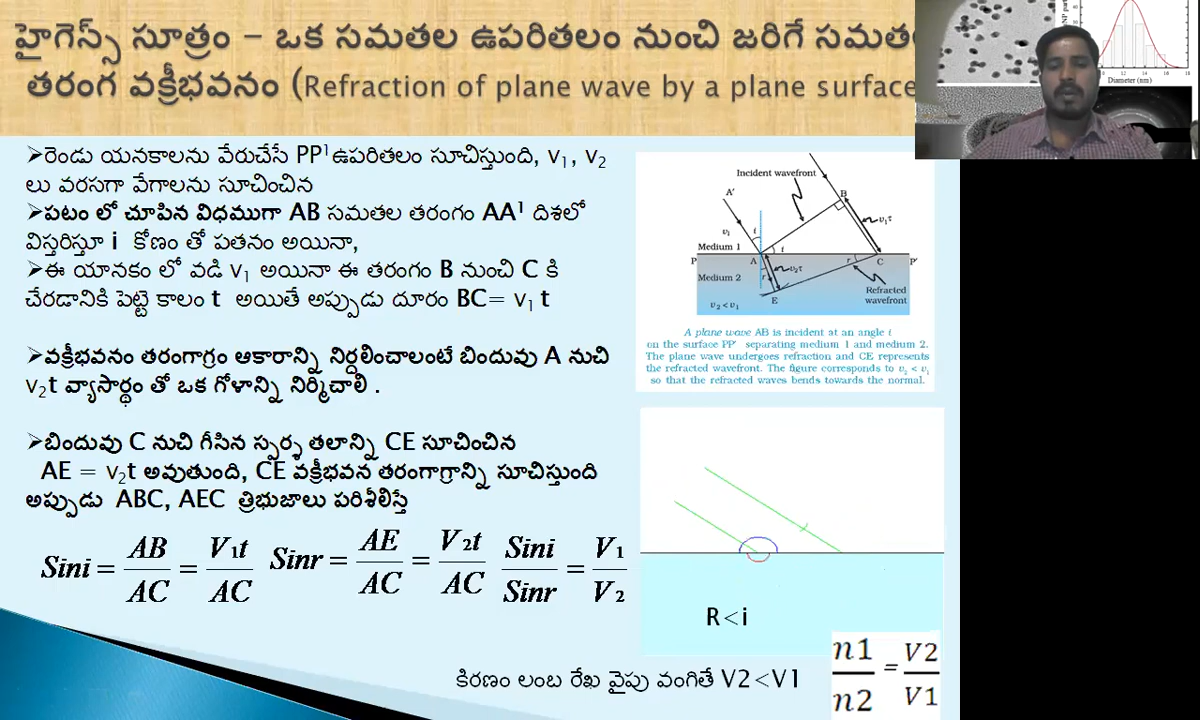 హైగెన్స్ సూత్రం – ఒక సమతల ఉపరితలం నుంచి జరిగే సమతల
తరంగ వక్రీభవనం (Refraction of plane wave by a plane surface
➢రెండు యనకాలను వేరుచేసే PP¹ ఉపరితలం సూచిస్తుంది, v₁, v₂
లు వరసగా వేగాలను సూచించిన
➢పటం లో చూపిన విధముగా AB సమతల తరంగం AA¹ దిశలో
విస్తరిస్తూ i కోణం తో పతనం అయినా,
➢ఈ యానకం లో వడి v₁ అయినా ఈ తరంగం B నుంచి C కి
చేరడానికి పెట్టె కాలం t అయితే అప్పుడు దూరం BC= v₁ t
➢వక్రీభవనం తరంగాగ్రం ఆకారాన్ని నిర్ధలించాలంటే బిందువు A నుచి
v₂t వ్యాసార్థం తో ఒక గోళాన్ని నిర్మిచాలి .
➢బిందువు C నుచి గీసిన స్పర్శ తలాన్ని CE సూచించిన
AE = v₂t అవుతుంది, CE వక్రీభవన తరంగాగ్రాన్ని సూచిస్తుంది
అప్పుడు ABC, AEC త్రిభుజాలు పరిశీలిస్తే
Sini = AB/AC = V₁t/AC Sinr = AE/AC = V₂t/AC Sini/Sinr = V₁/V₂
Incident wavefront
A'
B
v₁
i
v₁τ
Medium 1
i
P
A
C
P'
Medium 2
r
v₂τ
r
Refracted
wavefront
E
v₂ < v₁
A plane wave AB is incident at an angle i
on the surface PP' separating medium 1 and medium 2.
The plane wave undergoes refraction and CE represents
the refracted wavefront. The figure corresponds to v₂ < v₁
so that the refracted waves bends towards the normal.
R<i
కిరణం లంబ రేఖ వైపు వంగితే V2<V1
n1/n2 = V2/V1
Diameter (nm)